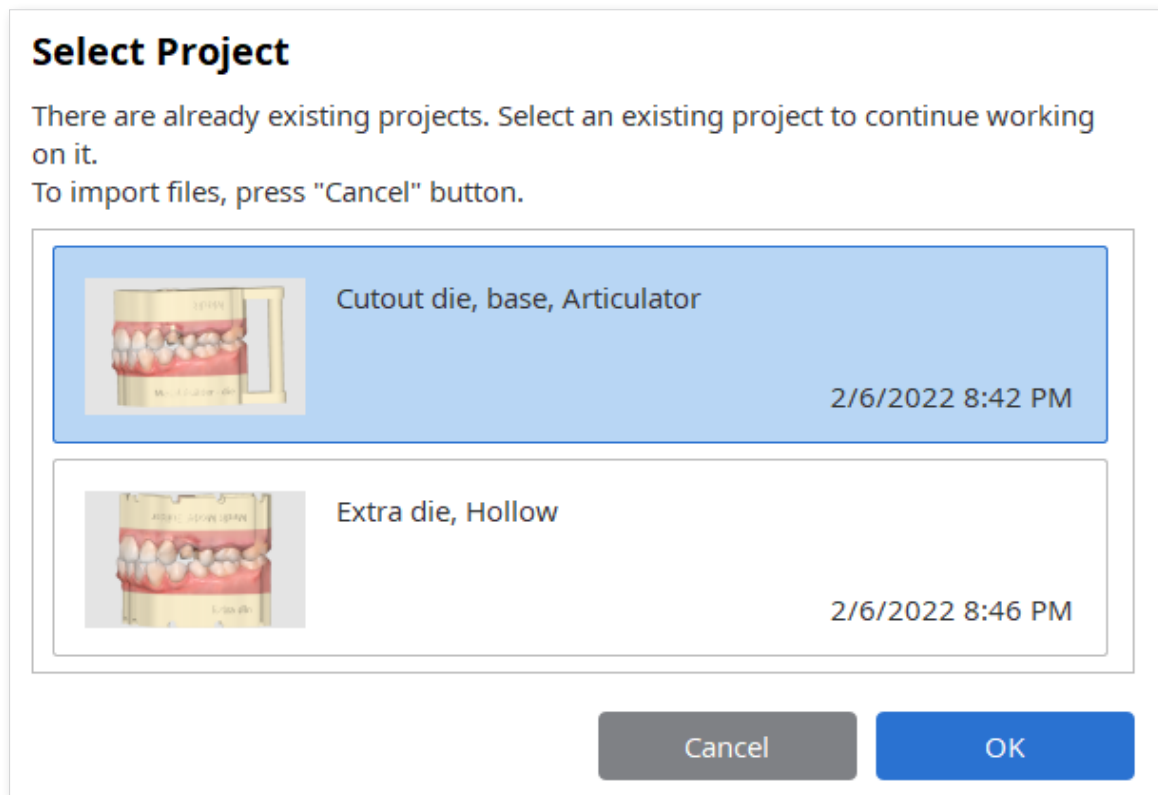 Select Project
There are already existing projects. Select an existing project to continue working
on it.
To import files, press "Cancel" button.
Cutout die, base, Articulator
2/6/2022 8:42 PM
Extra die, Hollow
2/6/2022 8:46 PM
Cancel
OK